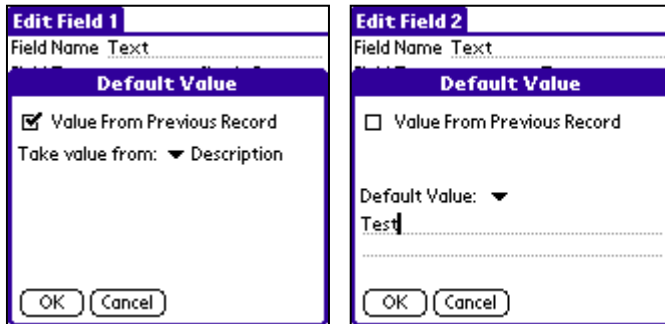 Edit Field 1
Field Name Text
Default Value
Value From Previous Record
Take value from: Description
OK Cancel
Edit Field 2
Field Name Text
Default Value
Value From Previous Record
Default Value:
Test
OK Cancel